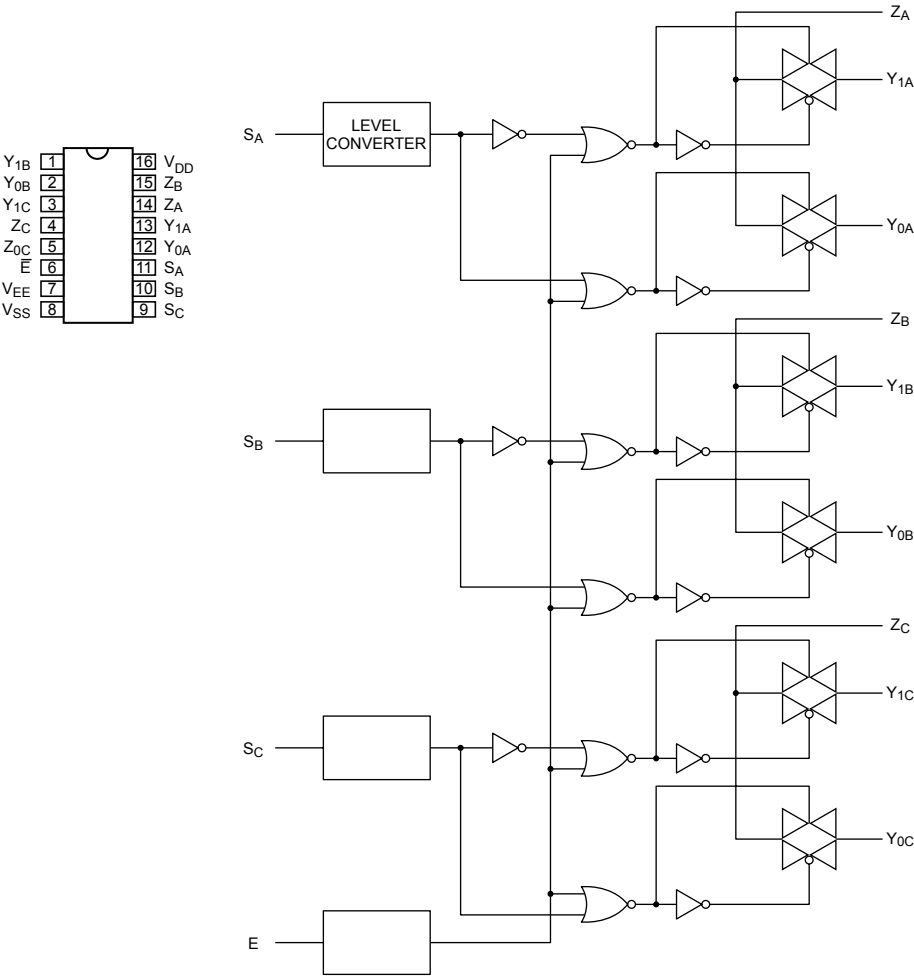 Y1B 1 16 VDD
Y0B 2 15 ZB
Y1C 3 14 ZA
ZC 4 13 Y1A
Z0C 5 12 Y0A
E̅ 6 11 SA
VEE 7 10 SB
VSS 8 9 SC
ZA
SA
LEVEL
CONVERTER
Y1A
Y0A
ZB
SB
Y1B
Y0B
ZC
SC
Y1C
Y0C
E